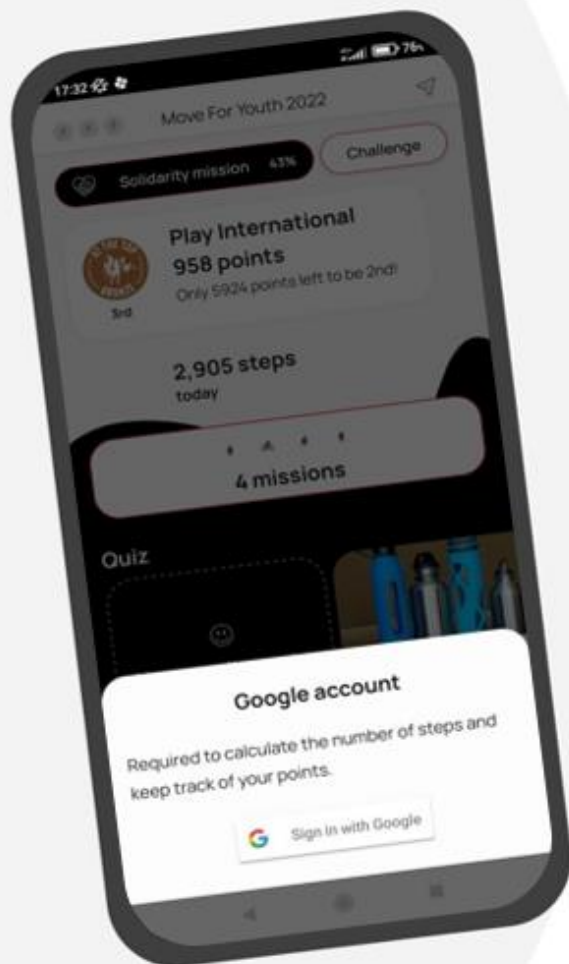 17:32
76%
Move For Youth 2022
Solidarity mission 43%
Challenge
Play International
958 points
Only 5924 points left to be 2nd!
3rd
2,905 steps
today
4 missions
Quiz
Google account
Required to calculate the number of steps and
keep track of your points.
Sign in with Google